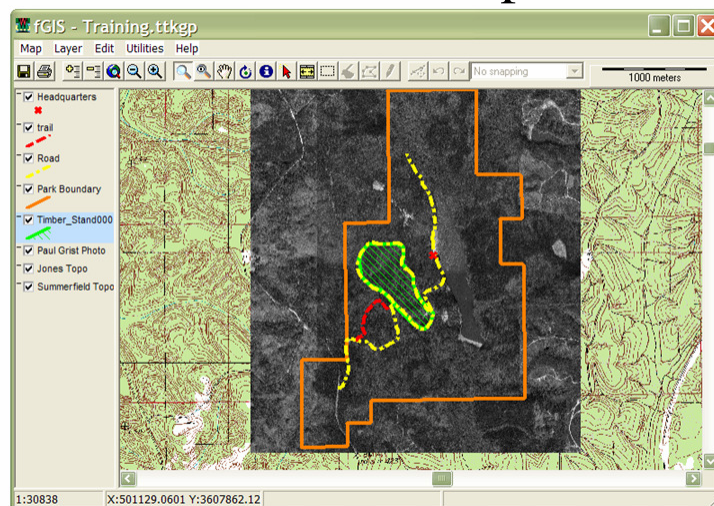 fGIS - Training.ttkgp
Map Layer Edit Utilities Help
No snapping
1000 meters
Headquarters
trail
Road
Park Boundary
Timber_Stand000
Paul Grist Photo
Jones Topo
Summerfield Topo
1:30838
X:501129.0601 Y:3607862.12